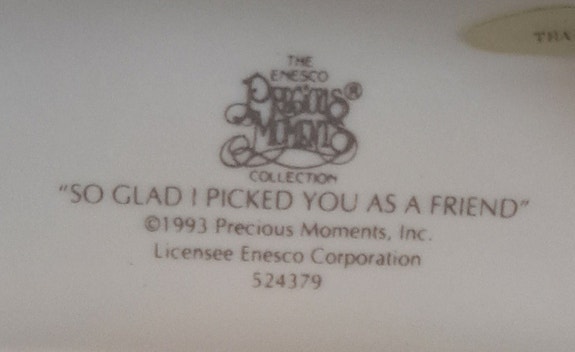 THE
ENESCO
PRECIOUS®
MOMENTS
COLLECTION
"SO GLAD I PICKED YOU AS A FRIEND"
©1993 Precious Moments, Inc.
Licensee Enesco Corporation
524379